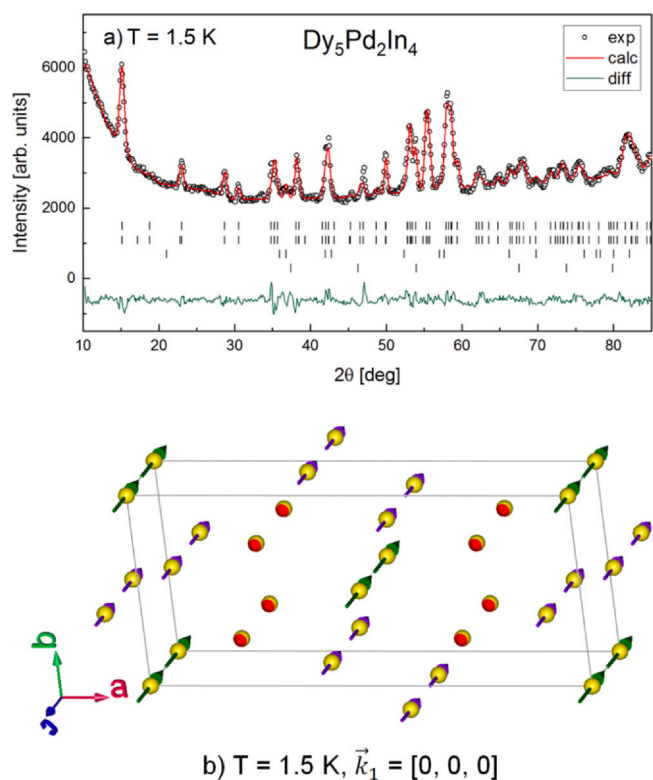 a) T = 1.5 K
Dy₅Pd₂In₄
exp
calc
diff
Intensity [arb. units]
6000
4000
2000
0
10 20 30 40 50 60 70 80
2θ [deg]
b
a
c
b) T = 1.5 K, k⃗₁ = [0, 0, 0]